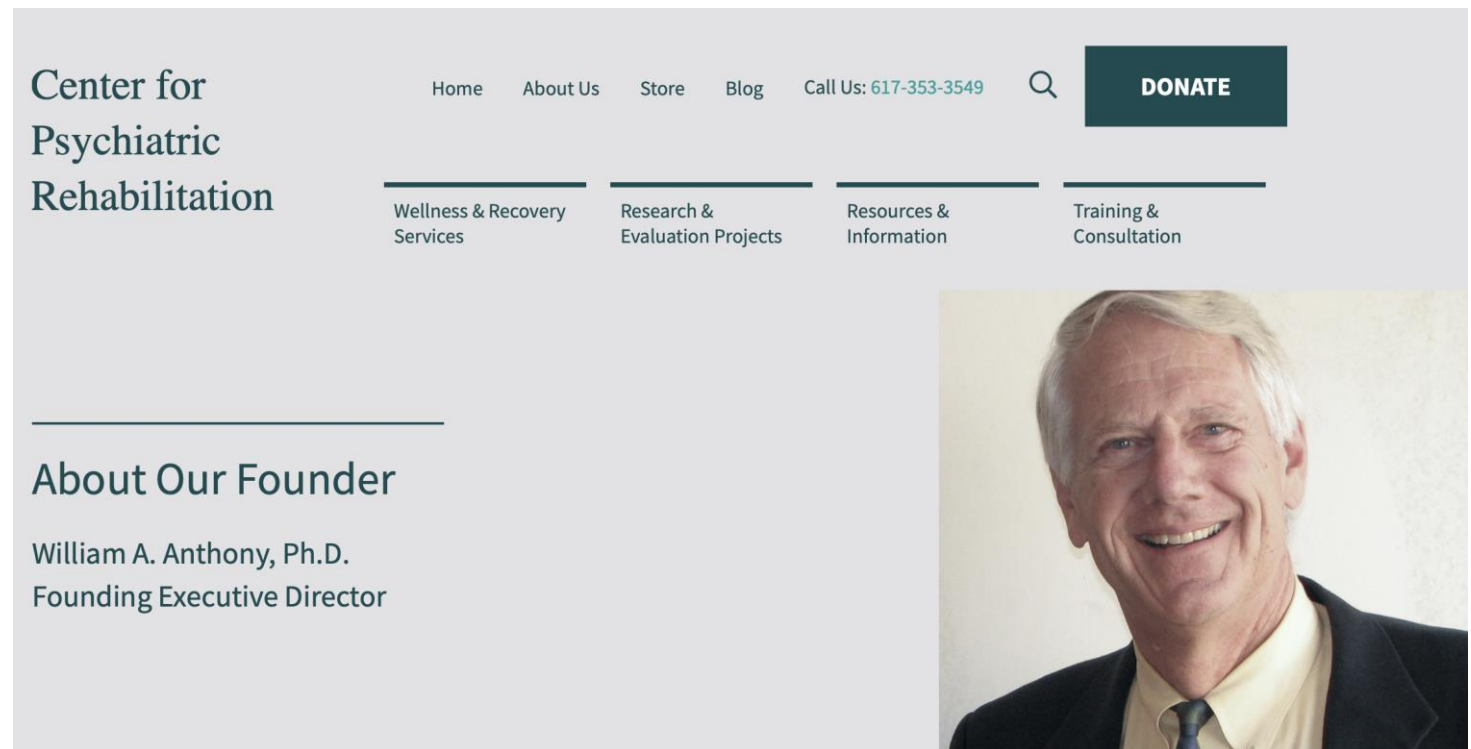 Center for
Psychiatric
Rehabilitation
Home About Us Store Blog Call Us: 617-353-3549 DONATE
Wellness & Recovery
Services
Research &
Evaluation Projects
Resources &
Information
Training &
Consultation
About Our Founder
William A. Anthony, Ph.D.
Founding Executive Director